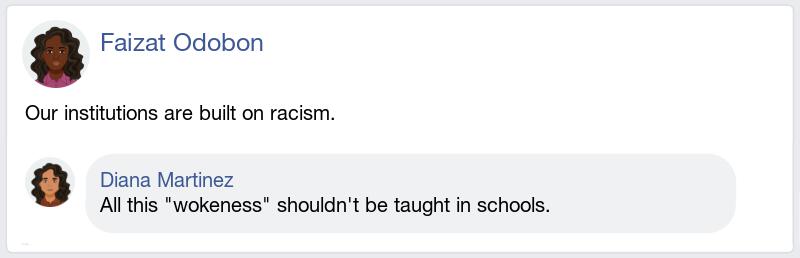 Faizat Odobon
Our institutions are built on racism.
Diana Martinez
All this "wokeness" shouldn't be taught in schools.